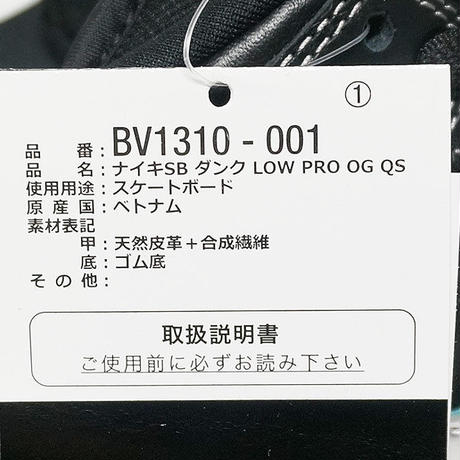 ①
品番:BV1310-001
品名:ナイキSB ダンク LOW PRO OG QS
使用用途:スケートボード
原産国:ベトナム
素材表記
甲:天然皮革+合成繊維
底:ゴム底
その他:
取扱説明書
ご使用前に必ずお読み下さい